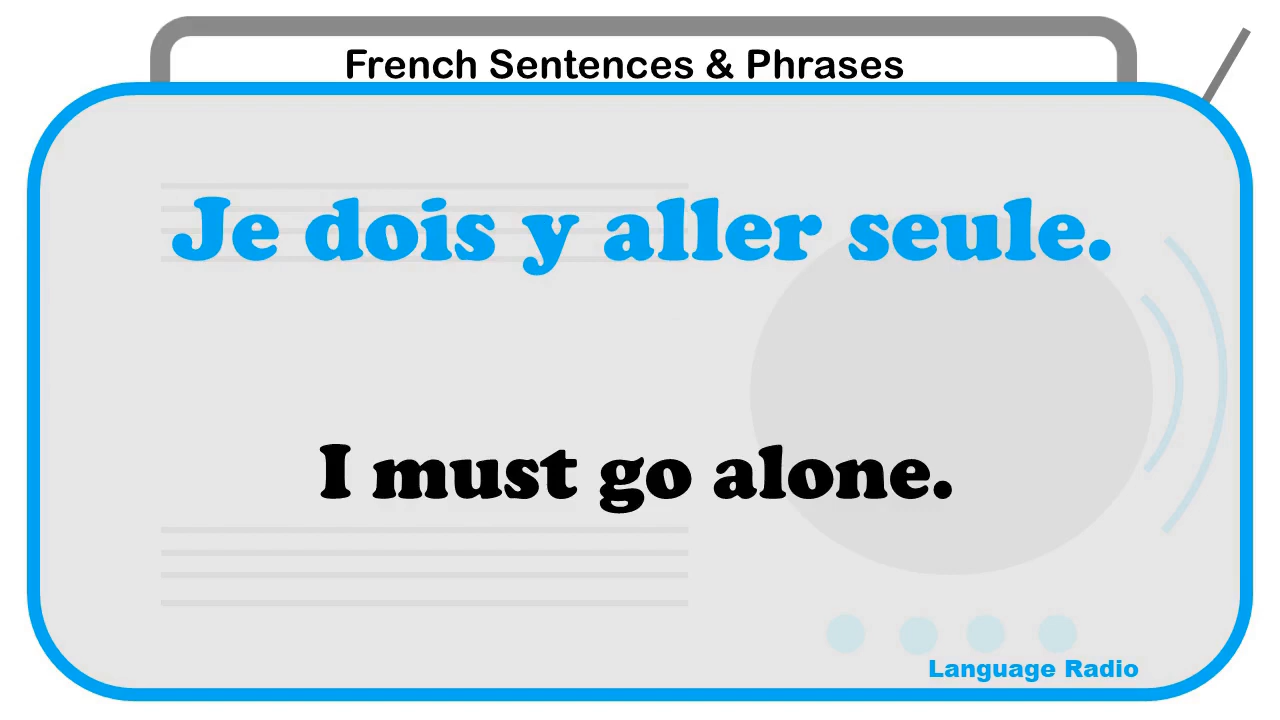 French Sentences & Phrases
Je dois y aller seule.
I must go alone.
Language Radio